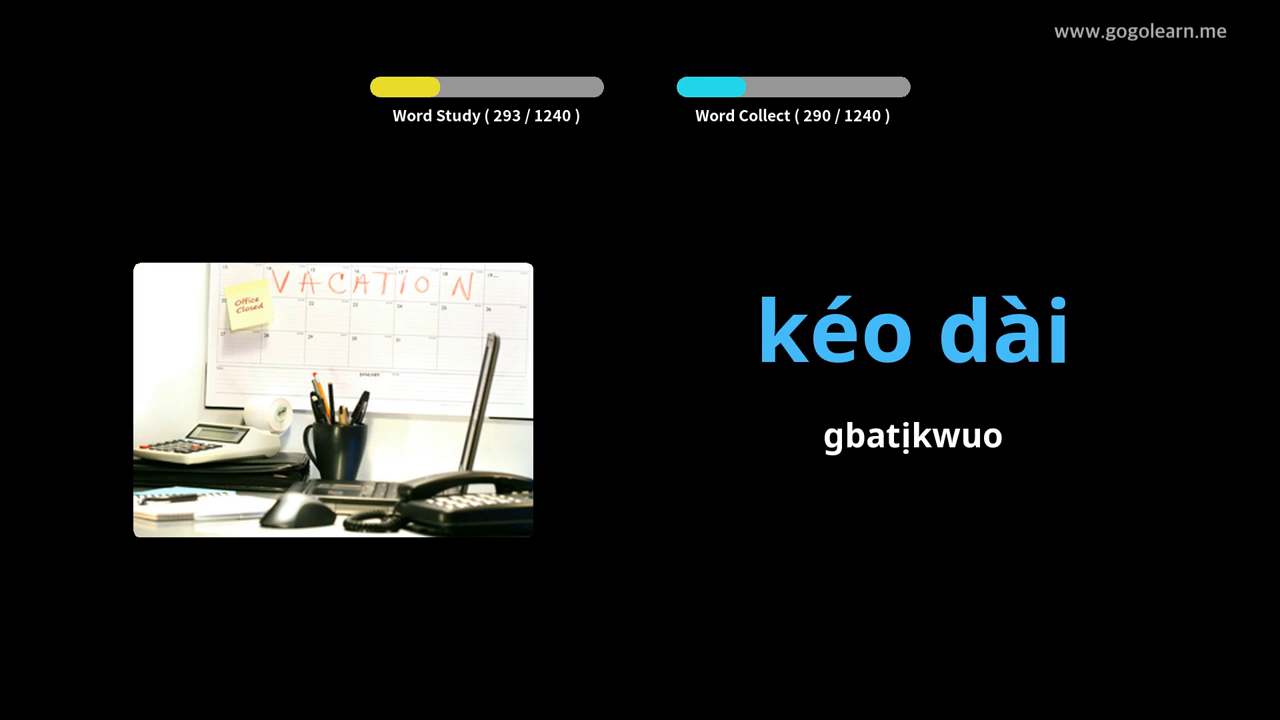 www.gogolearn.me
Word Study ( 293 / 1240 )
Word Collect ( 290 / 1240 )
VACATION
Office
Closed
kéo dài
gbatịkwuo